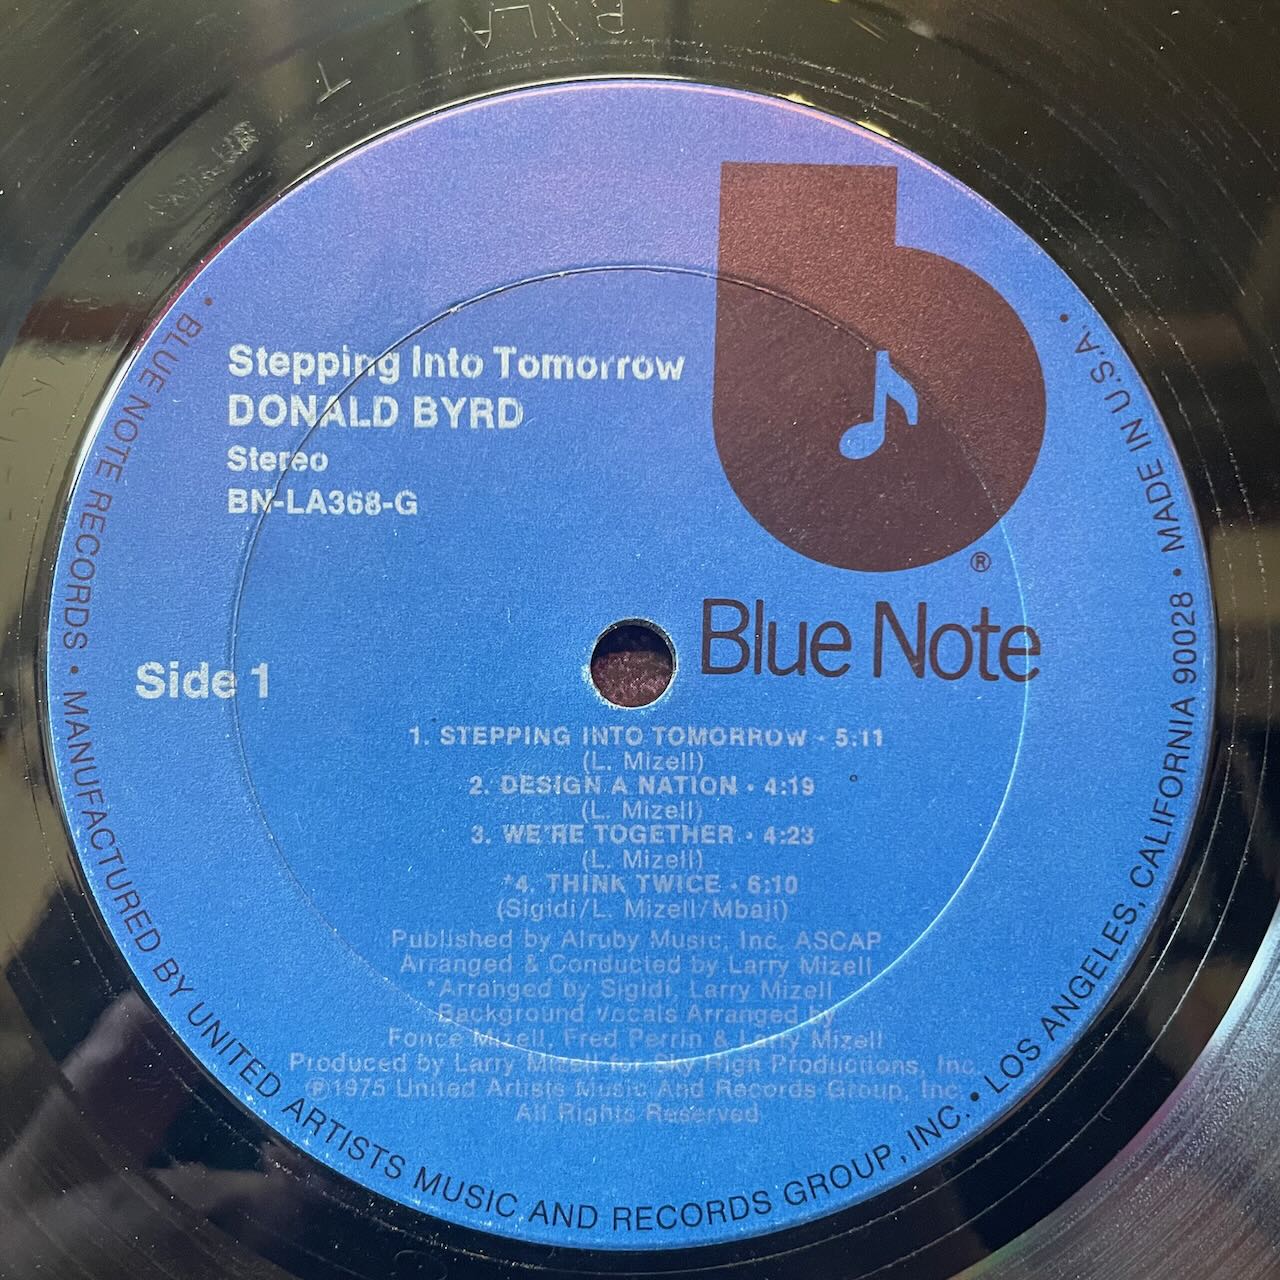 Stepping Into Tomorrow
DONALD BYRD
Stereo
BN-LA368-G
®
Blue Note
Side 1
1. STEPPING INTO TOMORROW · 5:11
(L. Mizell)
2. DESIGN A NATION · 4:19
(L. Mizell)
3. WE'RE TOGETHER · 4:23
(L. Mizell)
*4. THINK TWICE · 6:10
(Sigidi/L. Mizell/Mbaji)
Published by Alruby Music, Inc. ASCAP
Arranged & Conducted by Larry Mizell
*Arranged by Sigidi, Larry Mizell
Background Vocals Arranged by
Fonce Mizell, Fred Perrin & Larry Mizell
Produced by Larry Mizell for Sky High Productions, Inc.
℗1975 United Artists Music And Records Group, Inc.
All Rights Reserved
• BLUE NOTE RECORDS • MANUFACTURED BY UNITED ARTISTS MUSIC AND RECORDS GROUP, INC. • LOS ANGELES, CALIFORNIA 90028 • MADE IN U.S.A. •